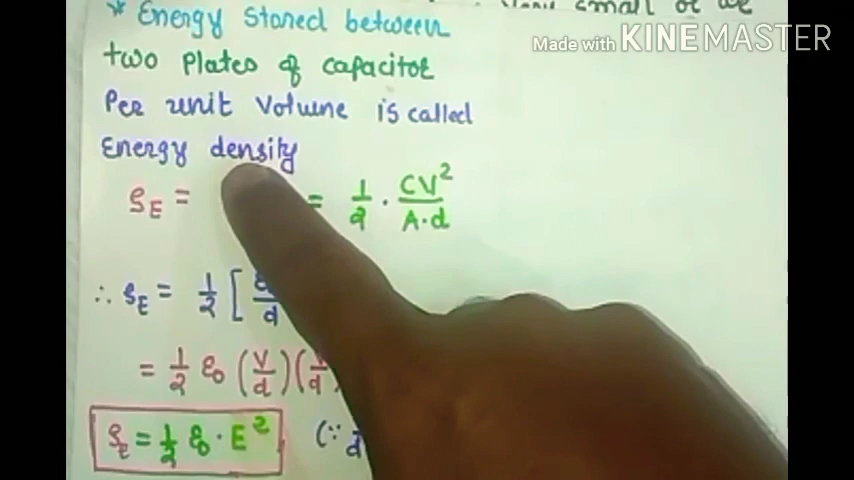 * Energy Stored between
Made with KINEMASTER
two Plates of capacitor
Per unit Volume is called
Energy density
ρE = = 1/2 · CV²/A·d
∴ ρE = 1/2 [
= 1/2 ε0 (V/d)(V/d)
ρE = 1/2 ε0 · E² (∵